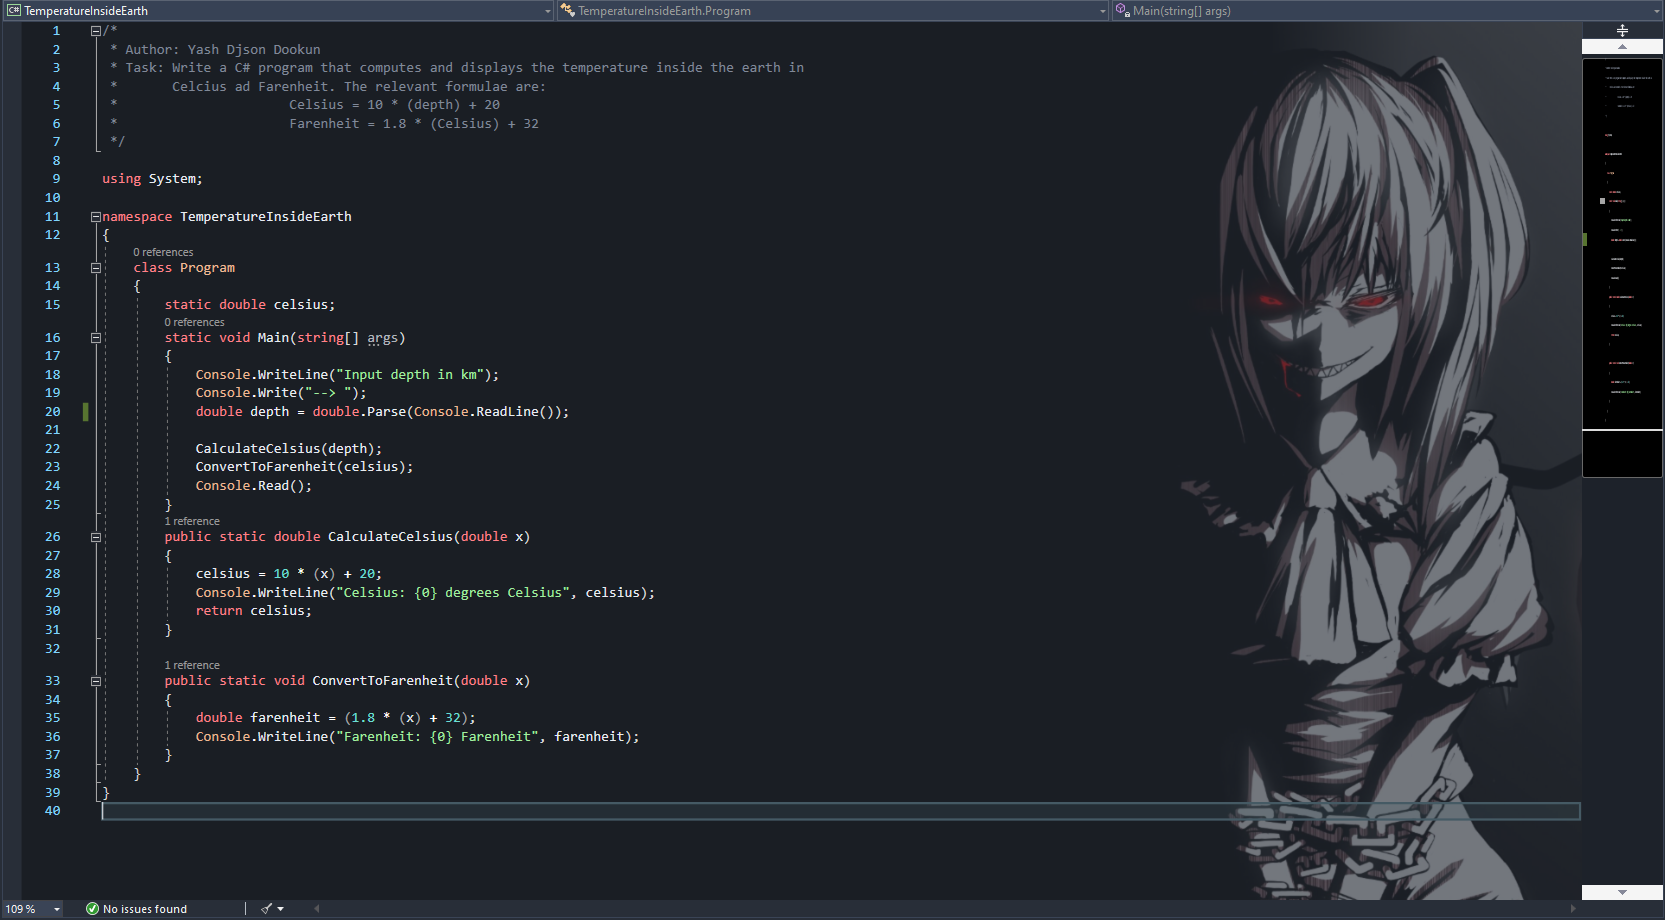 C# TemperatureInsideEarth TemperatureInsideEarth.Program Main(string[] args)
1 /*
2 * Author: Yash Djson Dookun
3 * Task: Write a C# program that computes and displays the temperature inside the earth in
4 * Celcius ad Farenheit. The relevant formulae are:
5 * Celsius = 10 * (depth) + 20
6 * Farenheit = 1.8 * (Celsius) + 32
7 */
8
9 using System;
10
11 namespace TemperatureInsideEarth
12 {
0 references
13 class Program
14 {
15 static double celsius;
0 references
16 static void Main(string[] args)
17 {
18 Console.WriteLine("Input depth in km");
19 Console.Write("--> ");
20 double depth = double.Parse(Console.ReadLine());
21
22 CalculateCelsius(depth);
23 ConvertToFarenheit(celsius);
24 Console.Read();
25 }
1 reference
26 public static double CalculateCelsius(double x)
27 {
28 celsius = 10 * (x) + 20;
29 Console.WriteLine("Celsius: {0} degrees Celsius", celsius);
30 return celsius;
31 }
32
1 reference
33 public static void ConvertToFarenheit(double x)
34 {
35 double farenheit = (1.8 * (x) + 32);
36 Console.WriteLine("Farenheit: {0} Farenheit", farenheit);
37 }
38 }
39 }
40
109 % No issues found